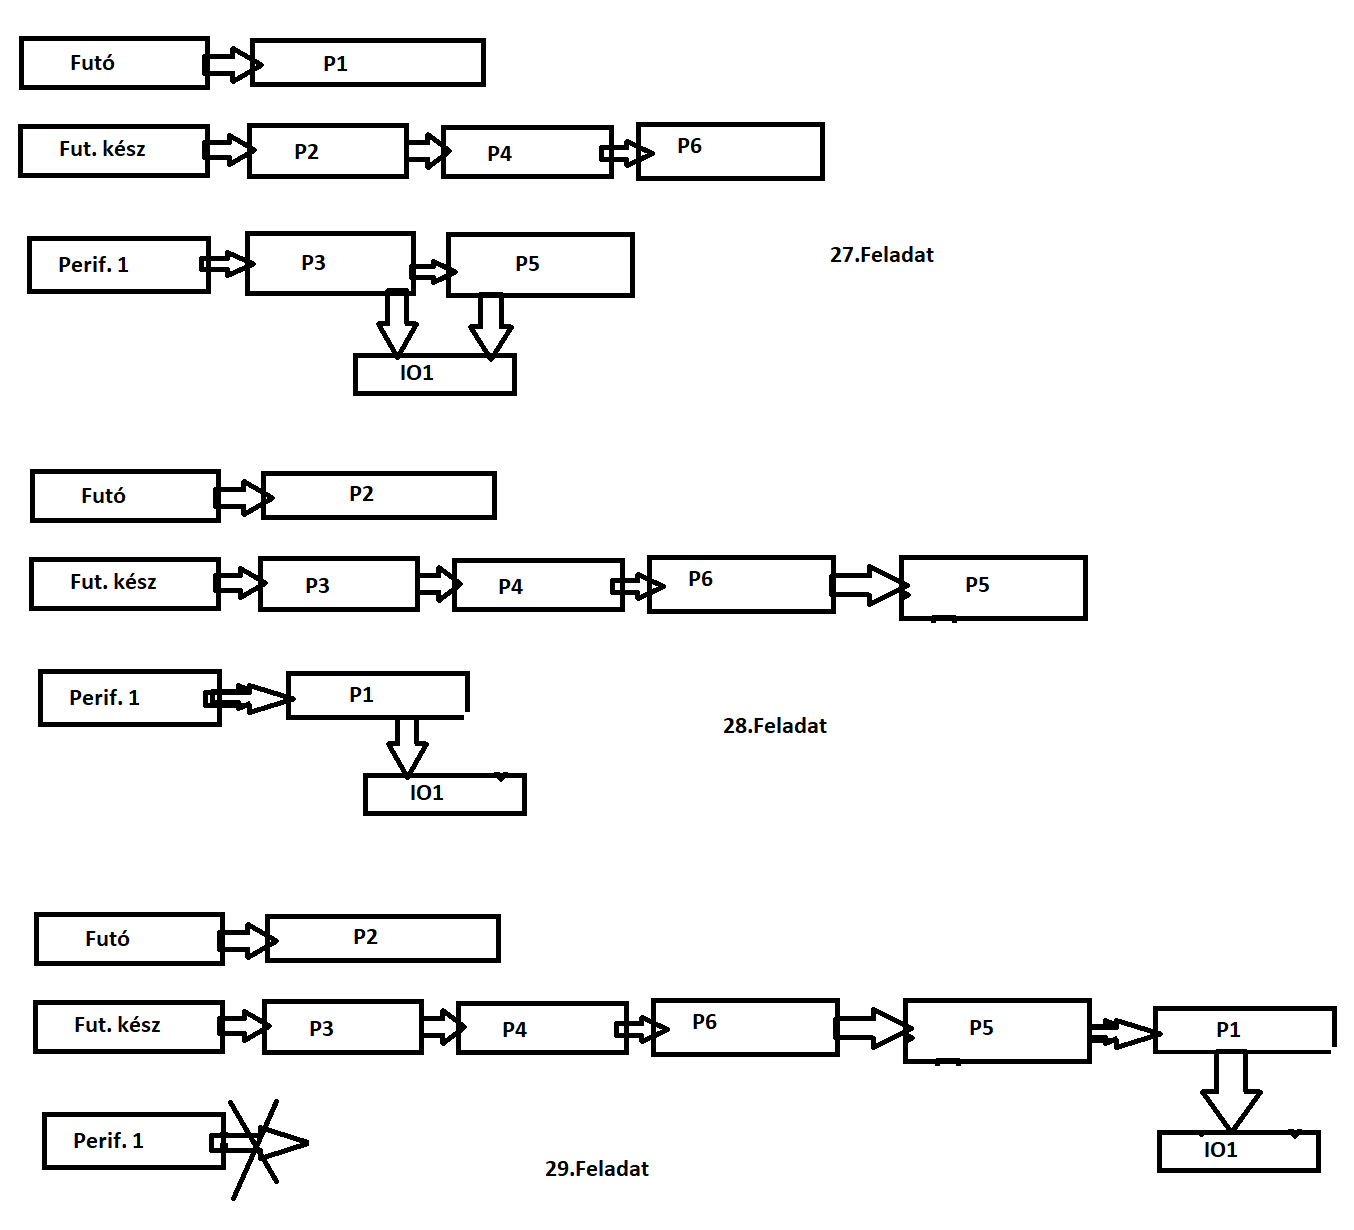 Futó
P1
Fut. kész
P2
P4
P6
Perif. 1
P3
P5
27.Feladat
IO1
Futó
P2
Fut. kész
P3
P4
P6
P5
Perif. 1
P1
28.Feladat
IO1
Futó
P2
Fut. kész
P3
P4
P6
P5
P1
Perif. 1
IO1
29.Feladat